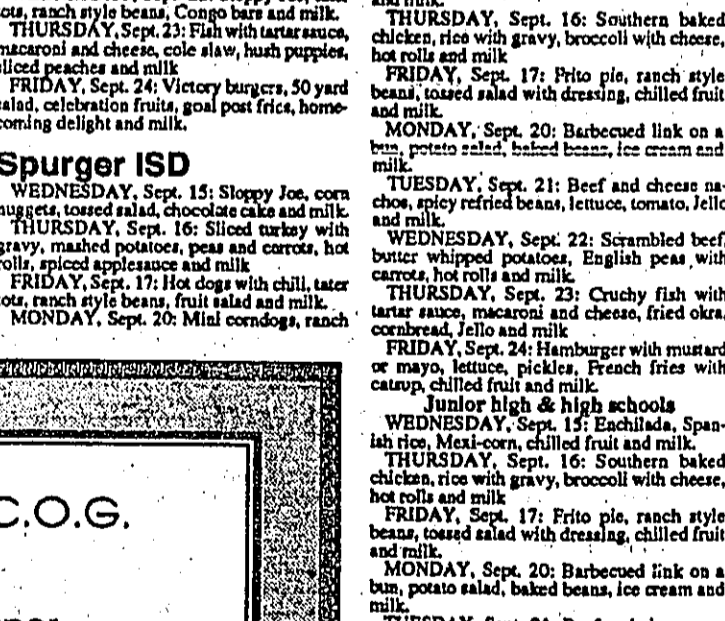 tots, ranch style beans, Congo bars and milk.
THURSDAY, Sept. 23: Fish with tartar sauce,
macaroni and cheese, cole slaw, hush puppies,
sliced peaches and milk
FRIDAY, Sept. 24: Victory burgers, 50 yard
salad, celebration fruits, goal post fries, home-
coming delight and milk.
Spurger ISD
WEDNESDAY, Sept. 15: Sloppy Joe, corn
nuggets, tossed salad, chocolate cake and milk.
THURSDAY, Sept. 16: Sliced turkey with
gravy, mashed potatoes, peas and carrots, hot
rolls, spiced applesauce and milk
FRIDAY, Sept. 17: Hot dogs with chili, tater
tots, ranch style beans, fruit salad and milk.
MONDAY, Sept. 20: Mini corndogs, ranch
C.O.G.
and milk.
THURSDAY, Sept. 16: Southern baked
chicken, rice with gravy, broccoli with cheese,
hot rolls and milk
FRIDAY, Sept. 17: Frito pie, ranch style
beans, tossed salad with dressing, chilled fruit
and milk.
MONDAY, Sept. 20: Barbecued link on a
bun, potato salad, baked beans, ice cream and
milk.
TUESDAY, Sept. 21: Beef and cheese na-
chos, spicy refried beans, lettuce, tomato, Jello
and milk.
WEDNESDAY, Sept. 22: Scrambled beef,
butter whipped potatoes, English peas with
carrots, hot rolls and milk.
THURSDAY, Sept. 23: Cruchy fish with
tartar sauce, macaroni and cheese, fried okra,
cornbread, Jello and milk
FRIDAY, Sept. 24: Hamburger with mustard
or mayo, lettuce, pickles, French fries with
catsup, chilled fruit and milk.
Junior high & high schools
WEDNESDAY, Sept. 15: Enchilada, Span-
ish rice, Mexi-corn, chilled fruit and milk.
THURSDAY, Sept. 16: Southern baked
chicken, rice with gravy, broccoli with cheese,
hot rolls and milk
FRIDAY, Sept. 17: Frito pie, ranch style
beans, tossed salad with dressing, chilled fruit
and milk.
MONDAY, Sept. 20: Barbecued link on a
bun, potato salad, baked beans, ice cream and
milk.